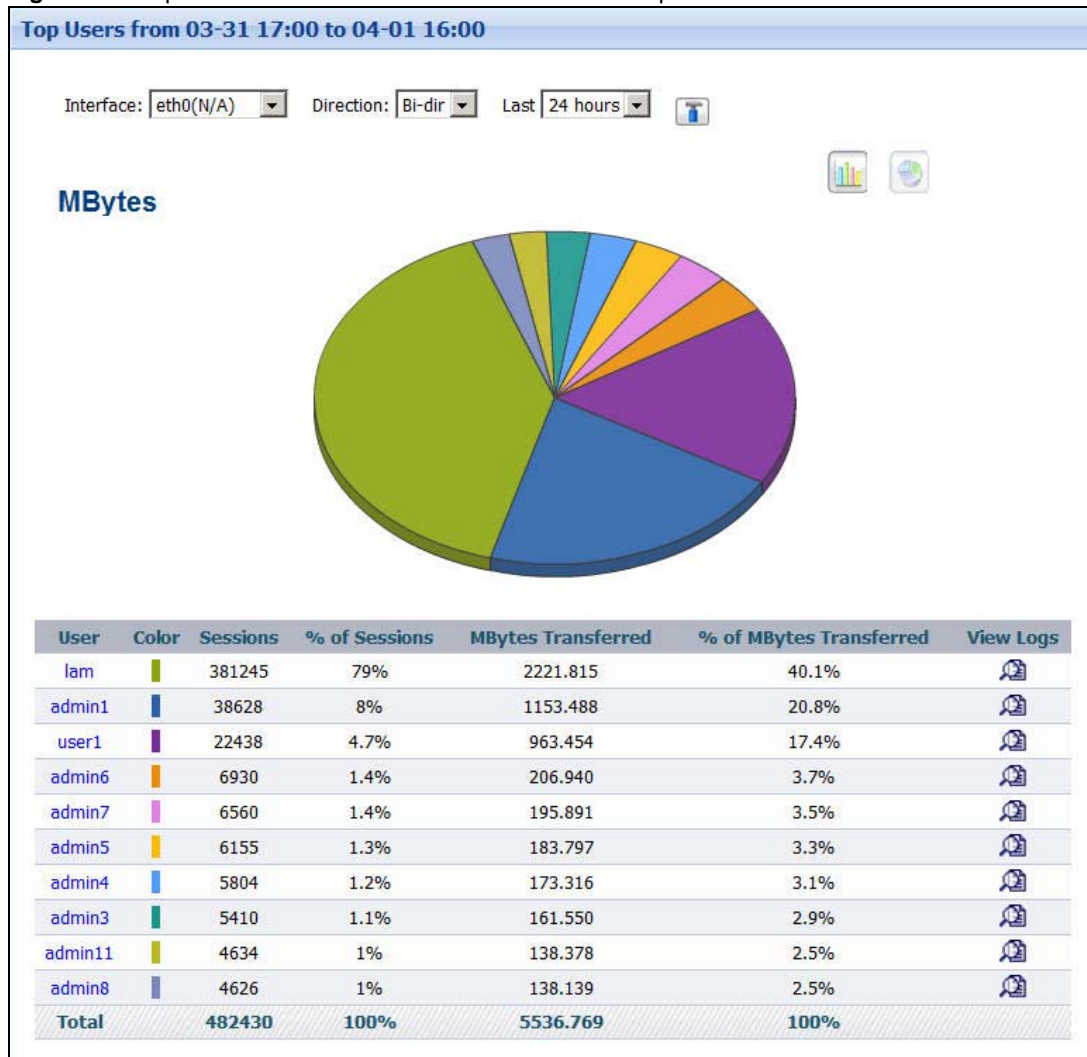 Top Users from 03-31 17:00 to 04-01 16:00
Interface: eth0(N/A) Direction: Bi-dir Last 24 hours
MBytes
User Color Sessions % of Sessions MBytes Transferred % of MBytes Transferred View Logs
lam 381245 79% 2221.815 40.1%
admin1 38628 8% 1153.488 20.8%
user1 22438 4.7% 963.454 17.4%
admin6 6930 1.4% 206.940 3.7%
admin7 6560 1.4% 195.891 3.5%
admin5 6155 1.3% 183.797 3.3%
admin4 5804 1.2% 173.316 3.1%
admin3 5410 1.1% 161.550 2.9%
admin11 4634 1% 138.378 2.5%
admin8 4626 1% 138.139 2.5%
Total 482430 100% 5536.769 100%